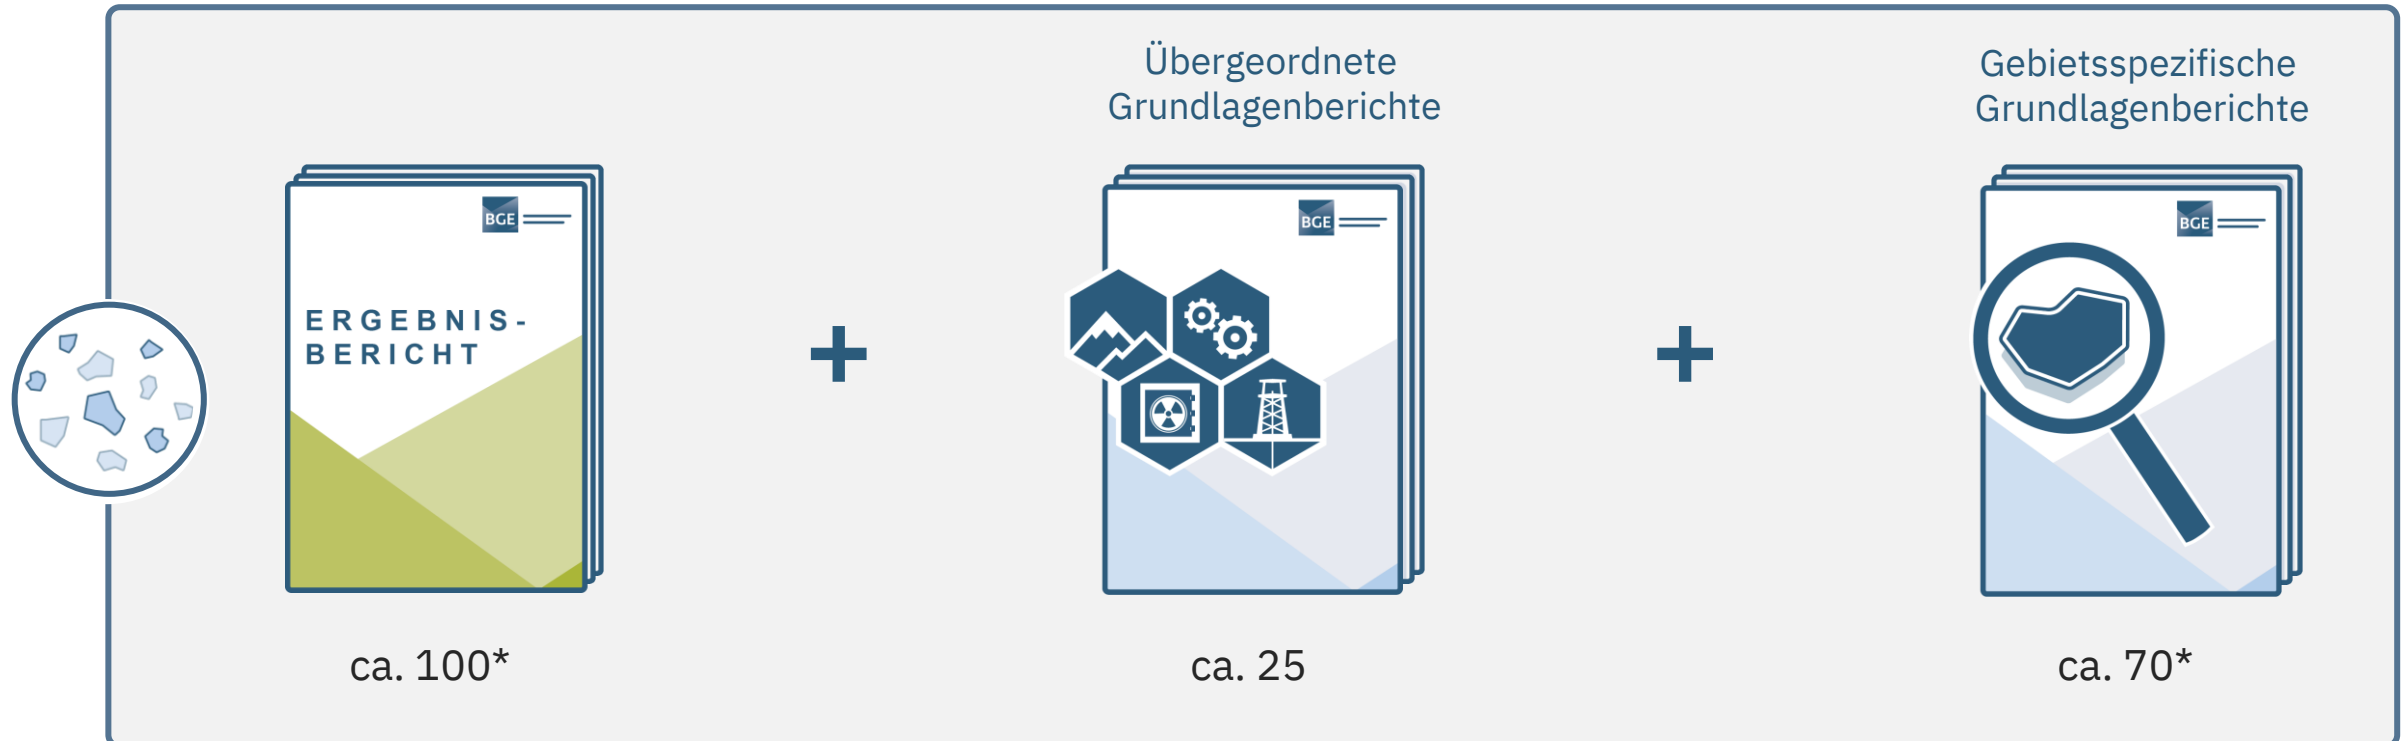 Übergeordnete
Grundlagenberichte
Gebietsspezifische
Grundlagenberichte
BGE
ERGEBNIS-
BERICHT
BGE
BGE
ca. 100*
ca. 25
ca. 70*